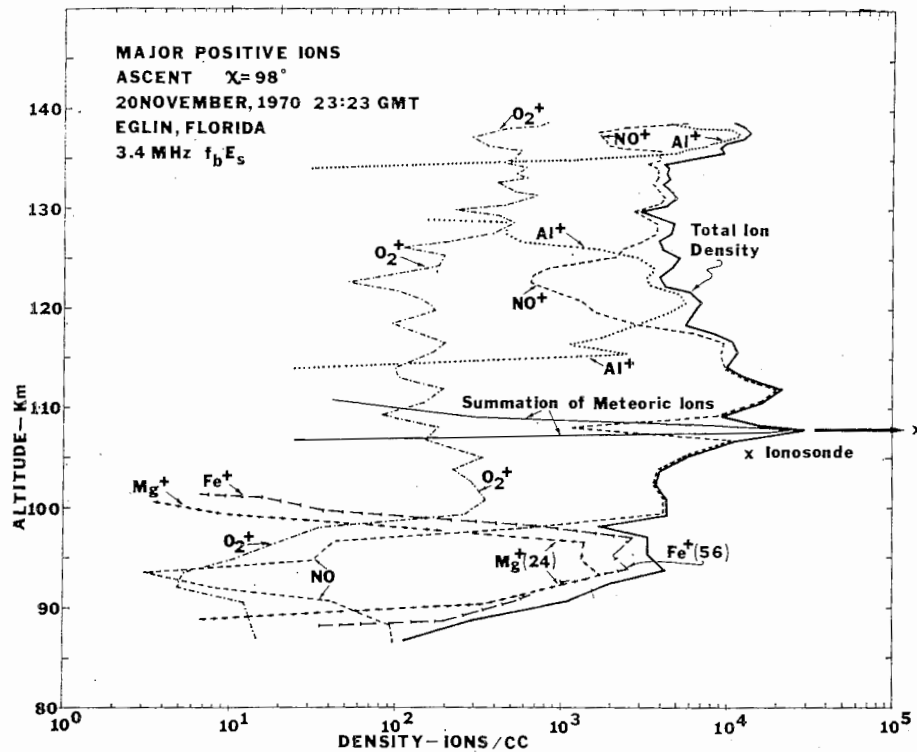 MAJOR POSITIVE IONS
ASCENT χ=98°
20NOVEMBER, 1970 23:23 GMT
EGLIN, FLORIDA
3.4 MHz fbEs
O2+
NO+
Al+
140
130
120
110
100
90
80
ALTITUDE—Km
Al+
Total Ion
Density
O2+
NO+
Al+
Summation of Meteoric Ions
x
x Ionosonde
O2+
Mg+
Fe+
O2+
NO
Mg+(24)
Fe+(56)
10^0
10^1
10^2
10^3
10^4
10^5
DENSITY—IONS/CC